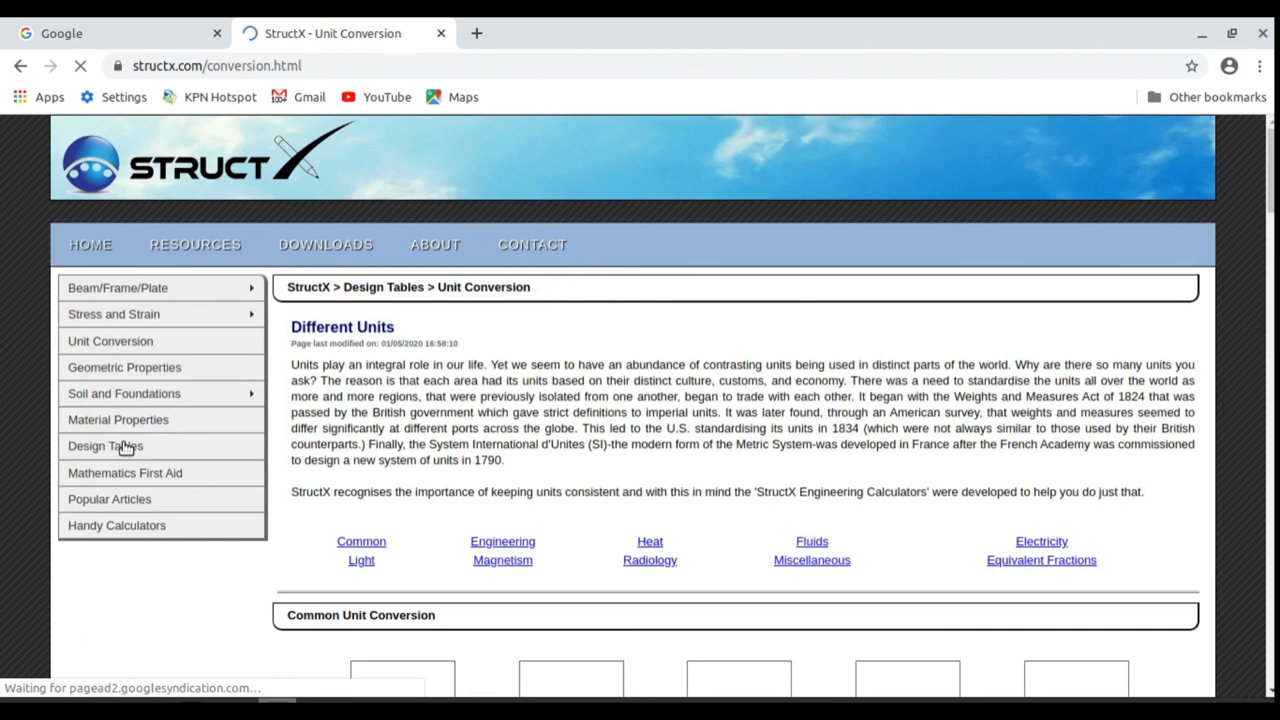 Google
StructX - Unit Conversion
structx.com/conversion.html
Apps Settings KPN Hotspot Gmail YouTube Maps Other bookmarks
STRUCT
HOME RESOURCES DOWNLOADS ABOUT CONTACT
Beam/Frame/Plate
Stress and Strain
Unit Conversion
Geometric Properties
Soil and Foundations
Material Properties
Design Tables
Mathematics First Aid
Popular Articles
Handy Calculators
StructX > Design Tables > Unit Conversion
Different Units
Page last modified on: 01/05/2020 16:58:10
Units play an integral role in our life. Yet we seem to have an abundance of contrasting units being used in distinct parts of the world. Why are there so many units you
ask? The reason is that each area had its units based on their distinct culture, customs, and economy. There was a need to standardise the units all over the world as
more and more regions, that were previously isolated from one another, began to trade with each other. It began with the Weights and Measures Act of 1824 that was
passed by the British government which gave strict definitions to imperial units. It was later found, through an American survey, that weights and measures seemed to
differ significantly at different ports across the globe. This led to the U.S. standardising its units in 1834 (which were not always similar to those used by their British
counterparts.) Finally, the System International d'Unites (SI)-the modern form of the Metric System-was developed in France after the French Academy was commissioned
to design a new system of units in 1790.
StructX recognises the importance of keeping units consistent and with this in mind the 'StructX Engineering Calculators' were developed to help you do just that.
Common Engineering Heat Fluids Electricity
Light Magnetism Radiology Miscellaneous Equivalent Fractions
Common Unit Conversion
Waiting for pagead2.googlesyndication.com...